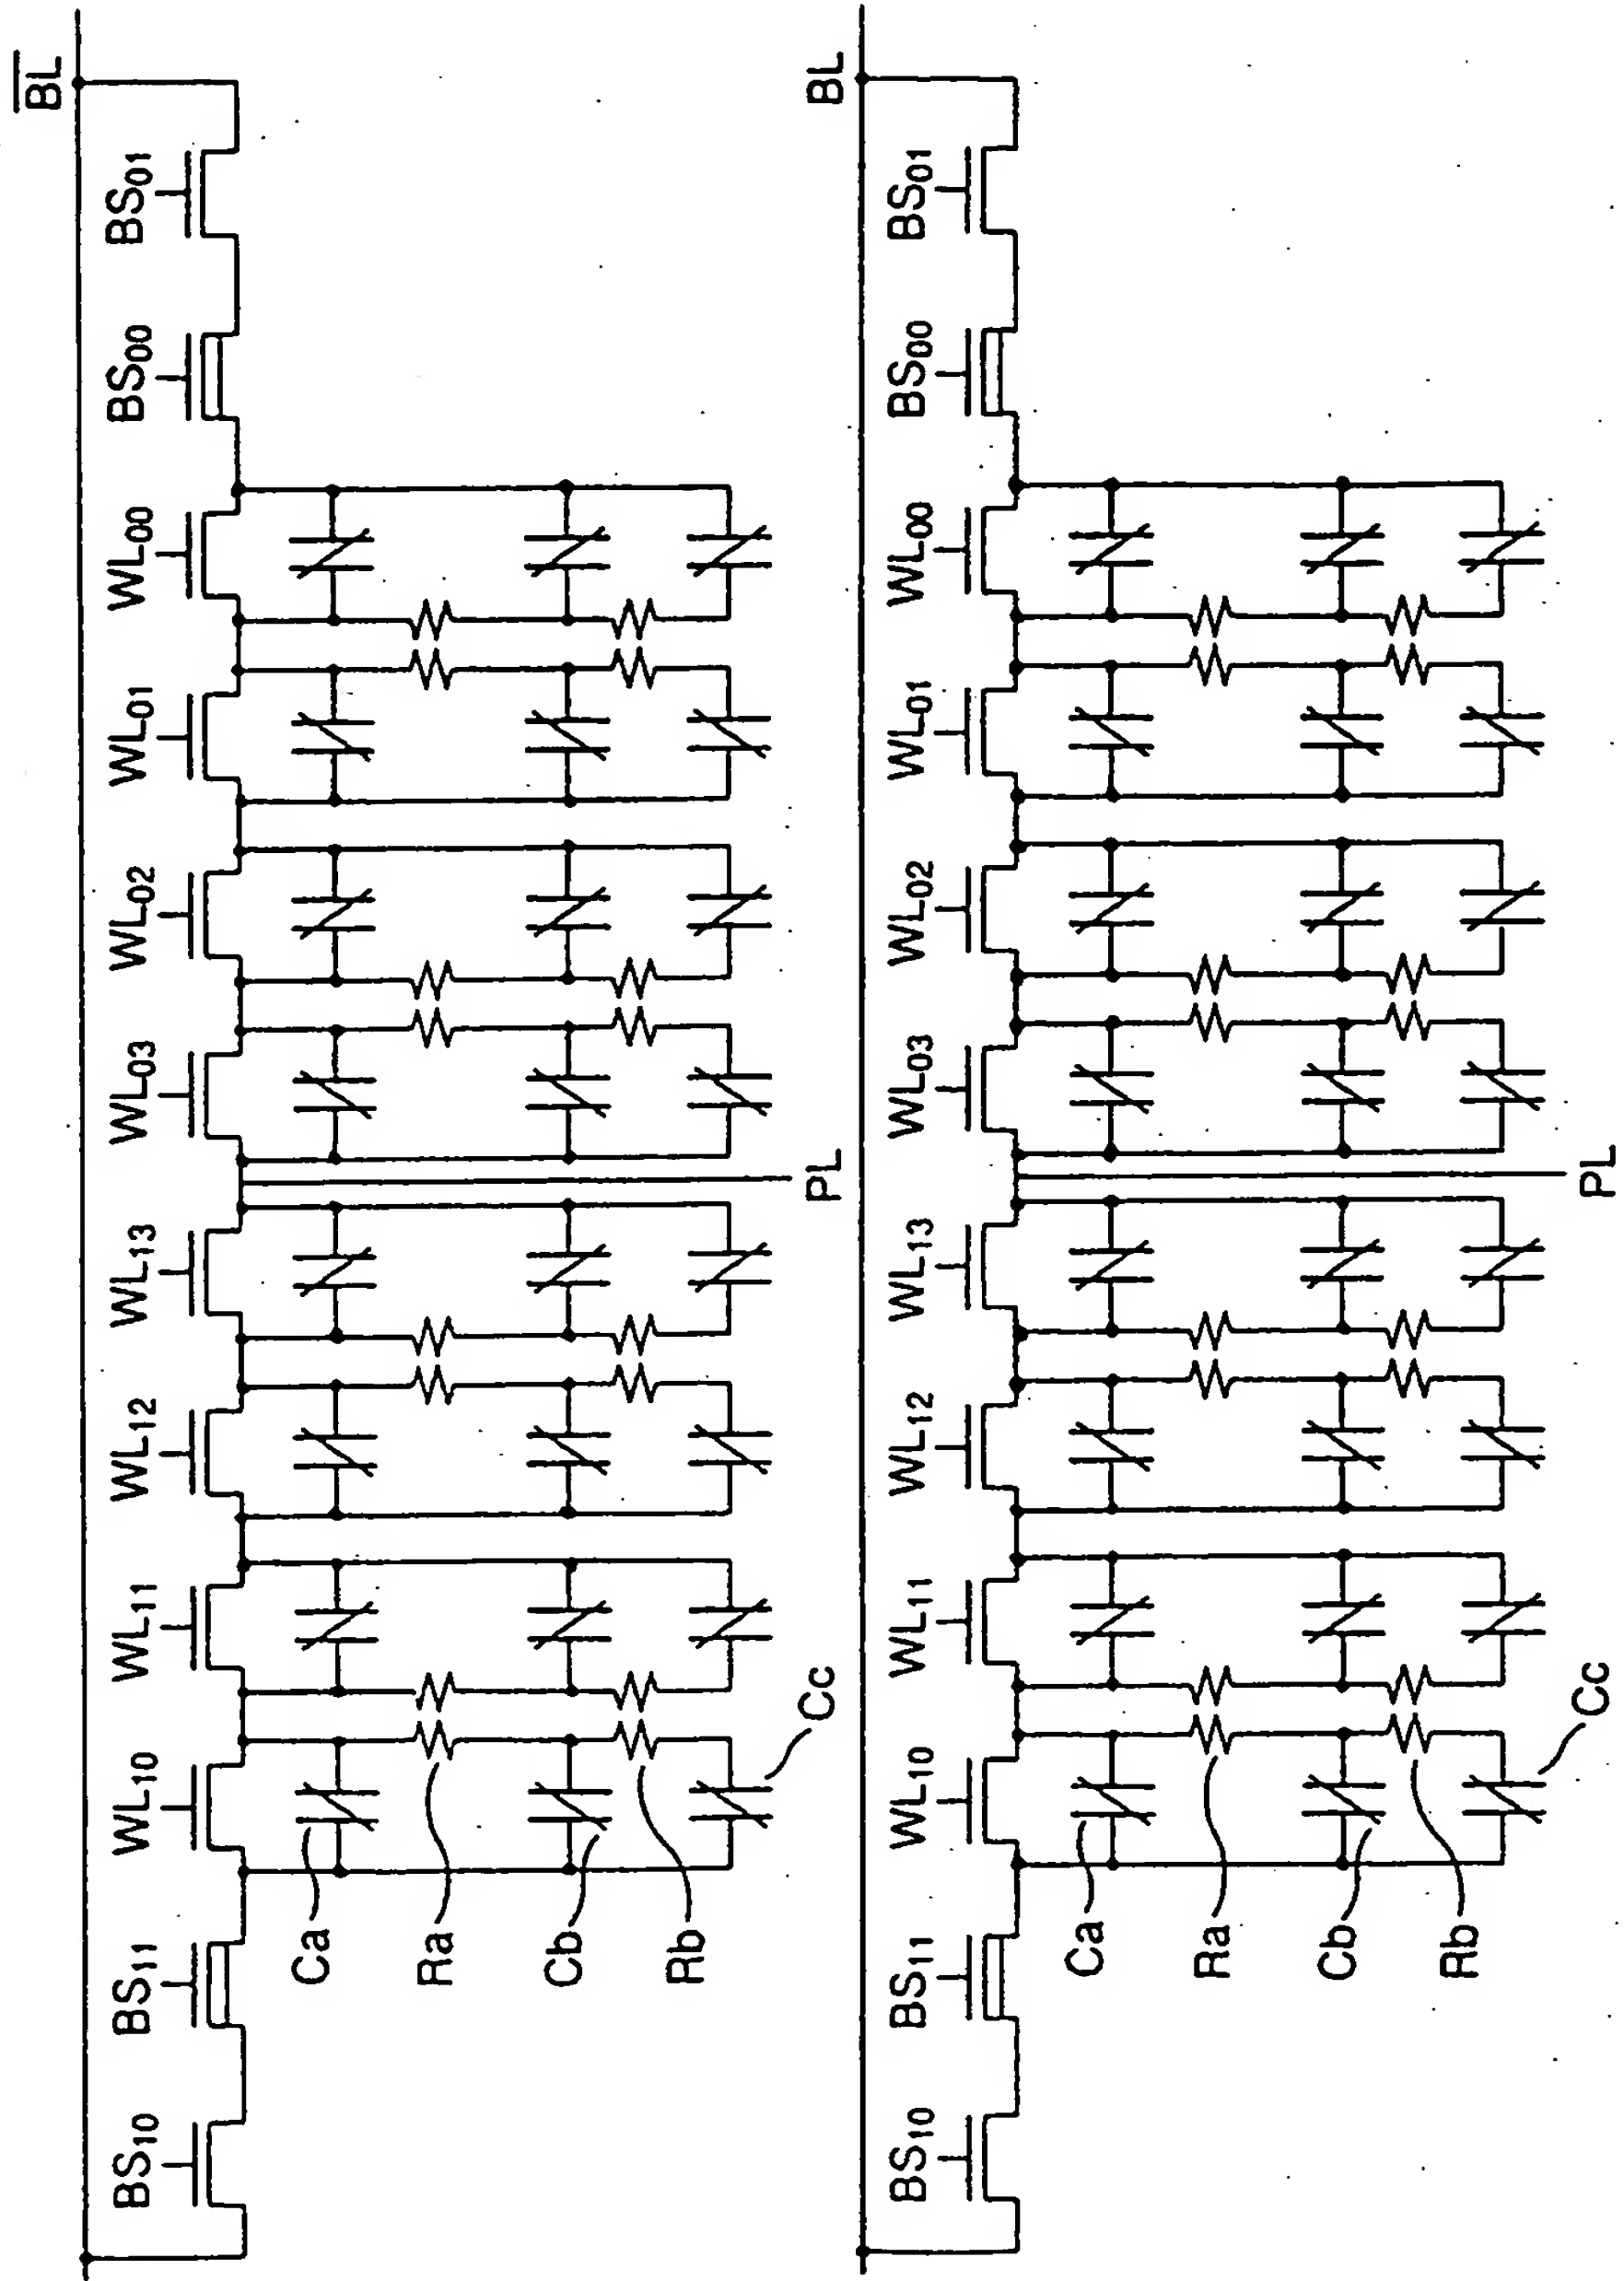 B̅L̅
BS₁₀ BS₁₁ WL₁₀ WL₁₁ WL₁₂ WL₁₃ WL₀₃ WL₀₂ WL₀₁ WL₀₀ BS₀₀ BS₀₁
Ca
Ra
Cb
Rb
Cc PL
BL
BS₁₀ BS₁₁ WL₁₀ WL₁₁ WL₁₂ WL₁₃ WL₀₃ WL₀₂ WL₀₁ WL₀₀ BS₀₀ BS₀₁
Ca
Ra
Cb
Rb
Cc PL